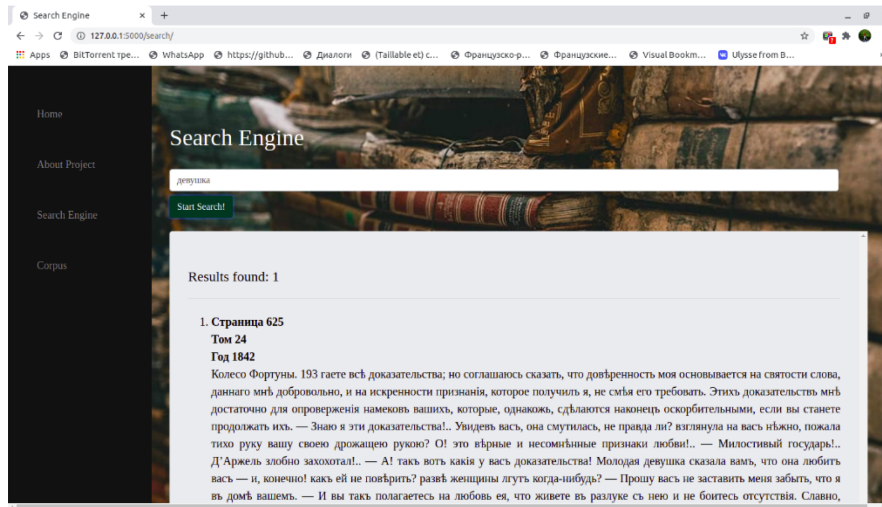 Search Engine
127.0.0.1:5000/search/
Apps
BitTorrent тре...
WhatsApp
https://github...
Диалоги
(Taillable et) с...
Французско-р...
Французские...
Visual Bookm...
Ulysse from B...
Home
About Project
Search Engine
Corpus
Search Engine
девушка
Start Search!
Results found: 1
1. Страница 625
Том 24
Год 1842
Колесо Фортуны. 193 гаете всѣ доказательства; но соглашаюсь сказать, что довѣренность моя основывается на святости слова,
даннаго мнѣ добровольно, и на искренности признанія, которое получилъ я, не смѣя его требовать. Этихъ доказательствъ мнѣ
достаточно для опроверженія намековъ вашихъ, которые, однакожь, сдѣлаются наконецъ оскорбительными, если вы станете
продолжать ихъ. — Знаю я эти доказательства!.. Увидевъ васъ, она смутилась, не правда ли? взглянула на васъ нѣжно, пожала
тихо руку вашу своею дрожащею рукою? О! это вѣрные и несомнѣнные признаки любви!.. — Милостивый государь!..
Д'Аржель злобно захохотал!.. — А! такъ вотъ какія у васъ доказательства! Молодая девушка сказала вамъ, что она любитъ
васъ — и, конечно! какъ ей не повѣрить? развѣ женщины лгутъ когда-нибудь? — Прошу васъ не заставить меня забыть, что я
въ домѣ вашемъ. — И вы такъ полагаетесь на любовь ея, что живете въ разлуке съ нею и не боитесь отсутствія. Славно,